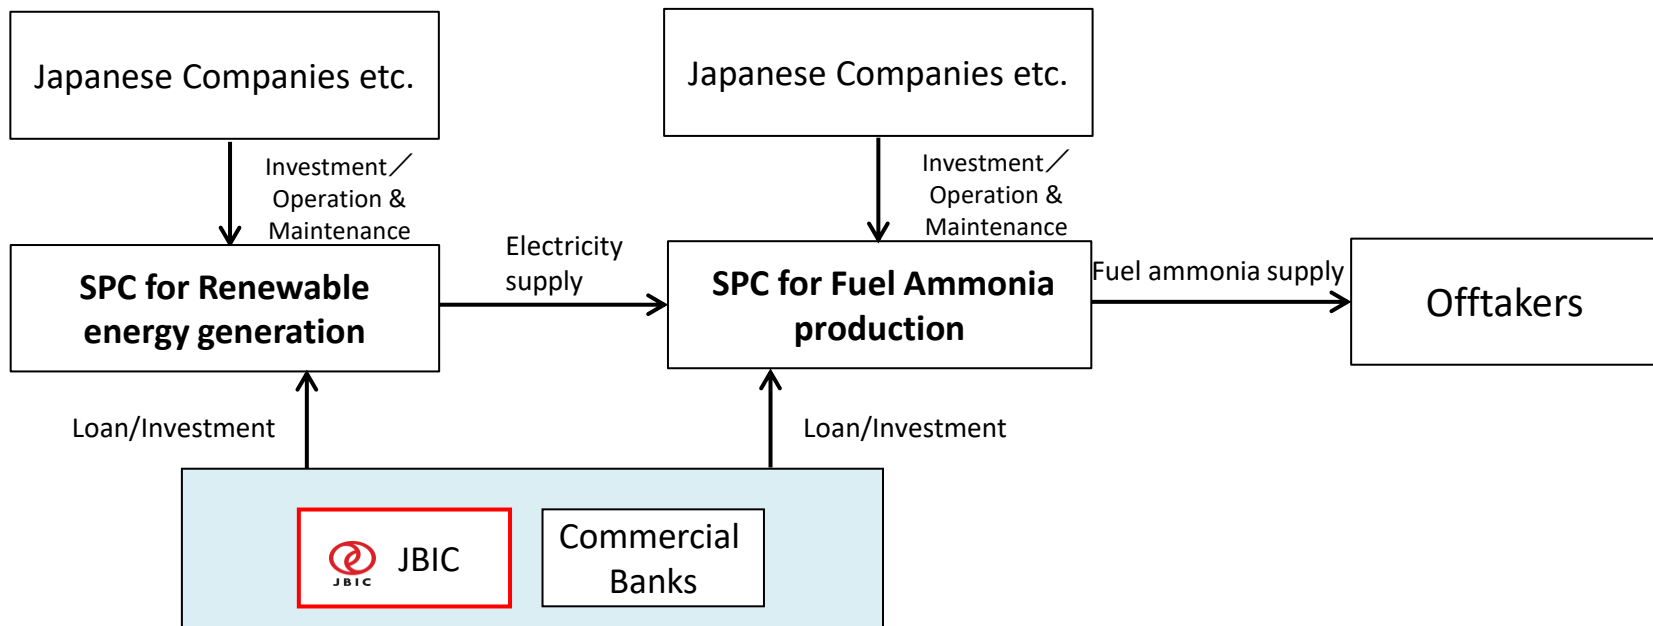 Japanese Companies etc.
Japanese Companies etc.
Investment／
Operation &
Maintenance
Investment／
Operation &
Maintenance
SPC for Renewable
energy generation
Electricity
supply
SPC for Fuel Ammonia
production
Fuel ammonia supply
Offtakers
Loan/Investment
Loan/Investment
JBIC
JBIC
Commercial
Banks